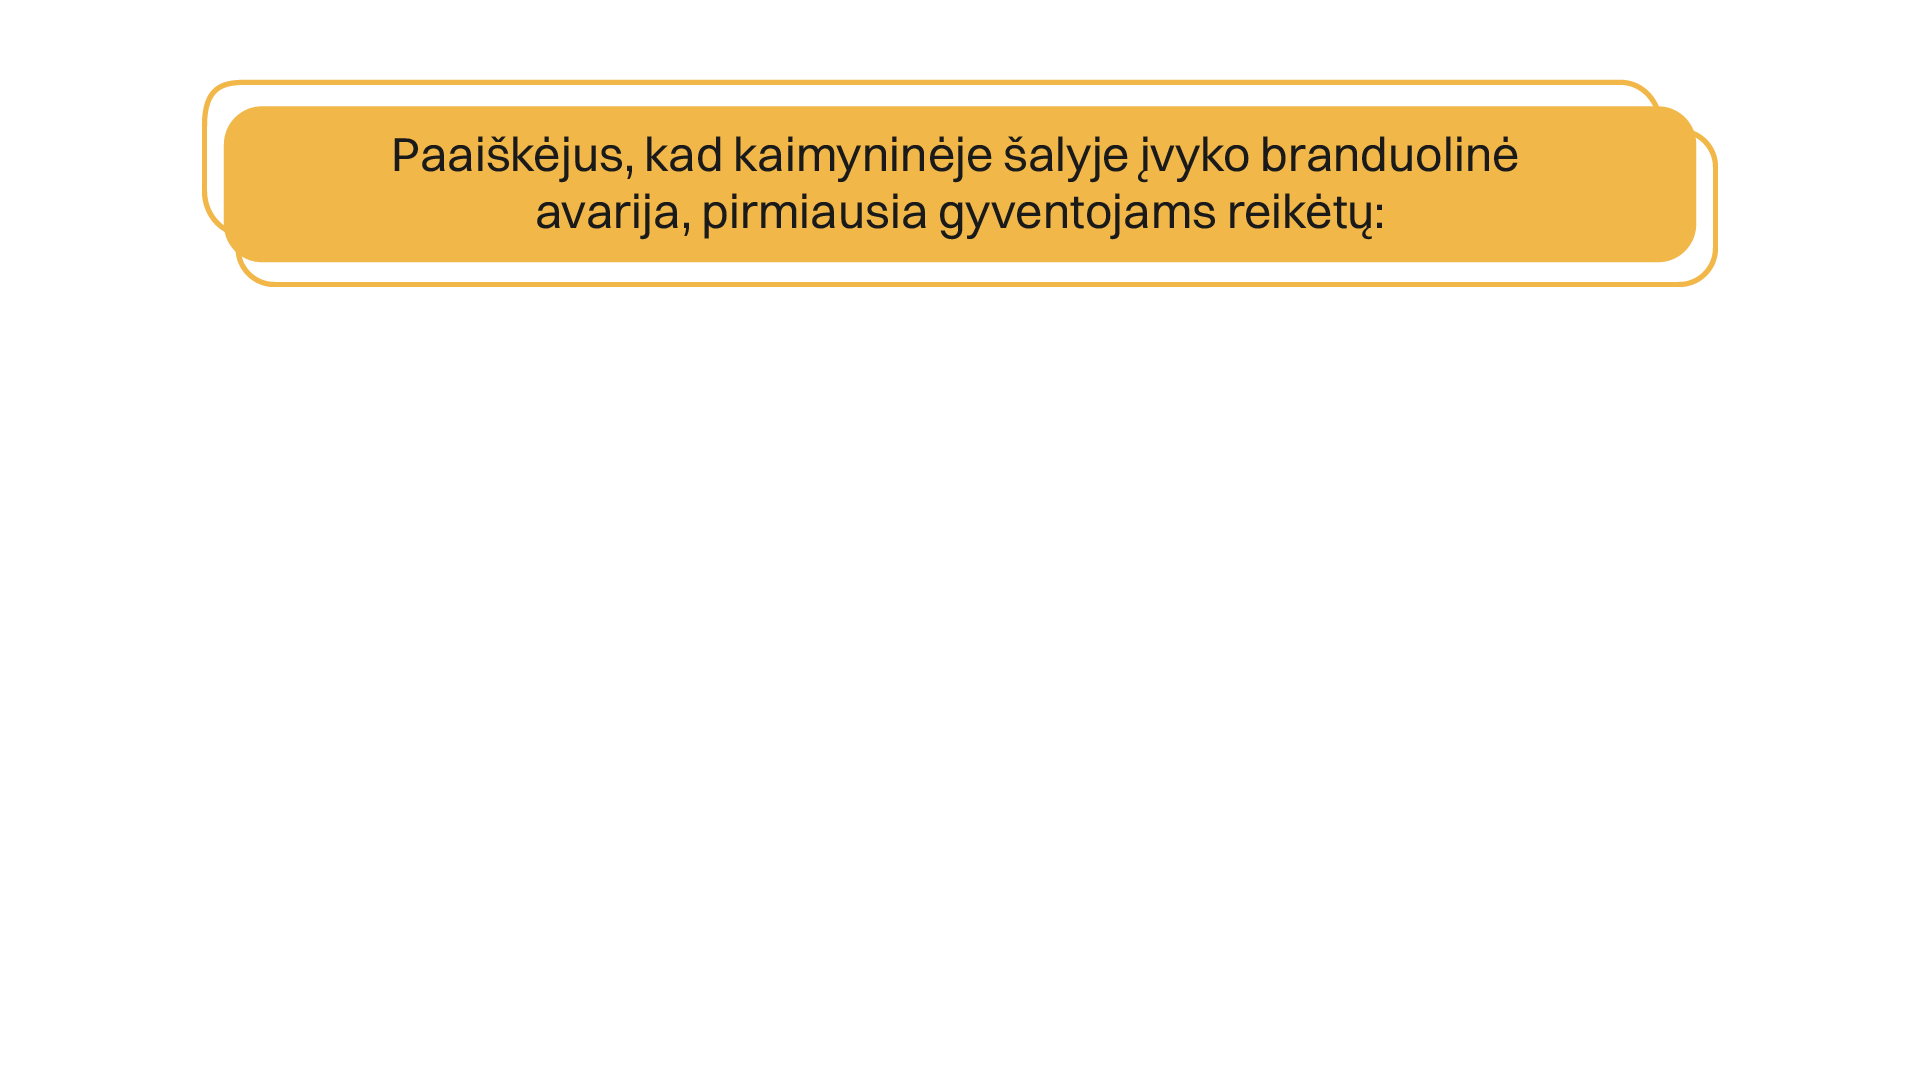 Paaiškėjus, kad kaimyninėje šalyje įvyko branduolinė
avarija, pirmiausia gyventojams reikėtų: